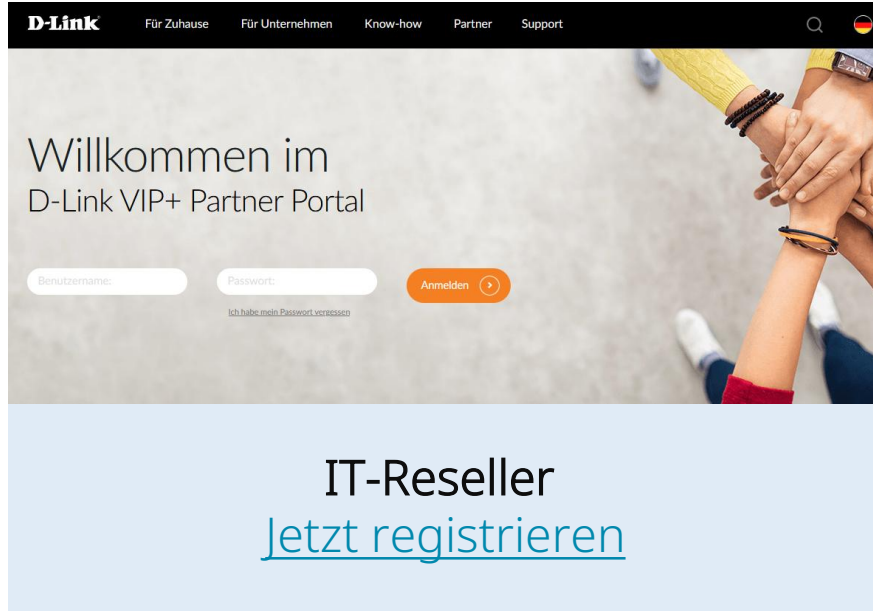 D-Link
Für Zuhause Für Unternehmen Know-how Partner Support
Willkommen im
D-Link VIP+ Partner Portal
Benutzername: Passwort: Anmelden
Ich habe mein Passwort vergessen
IT-Reseller
Jetzt registrieren